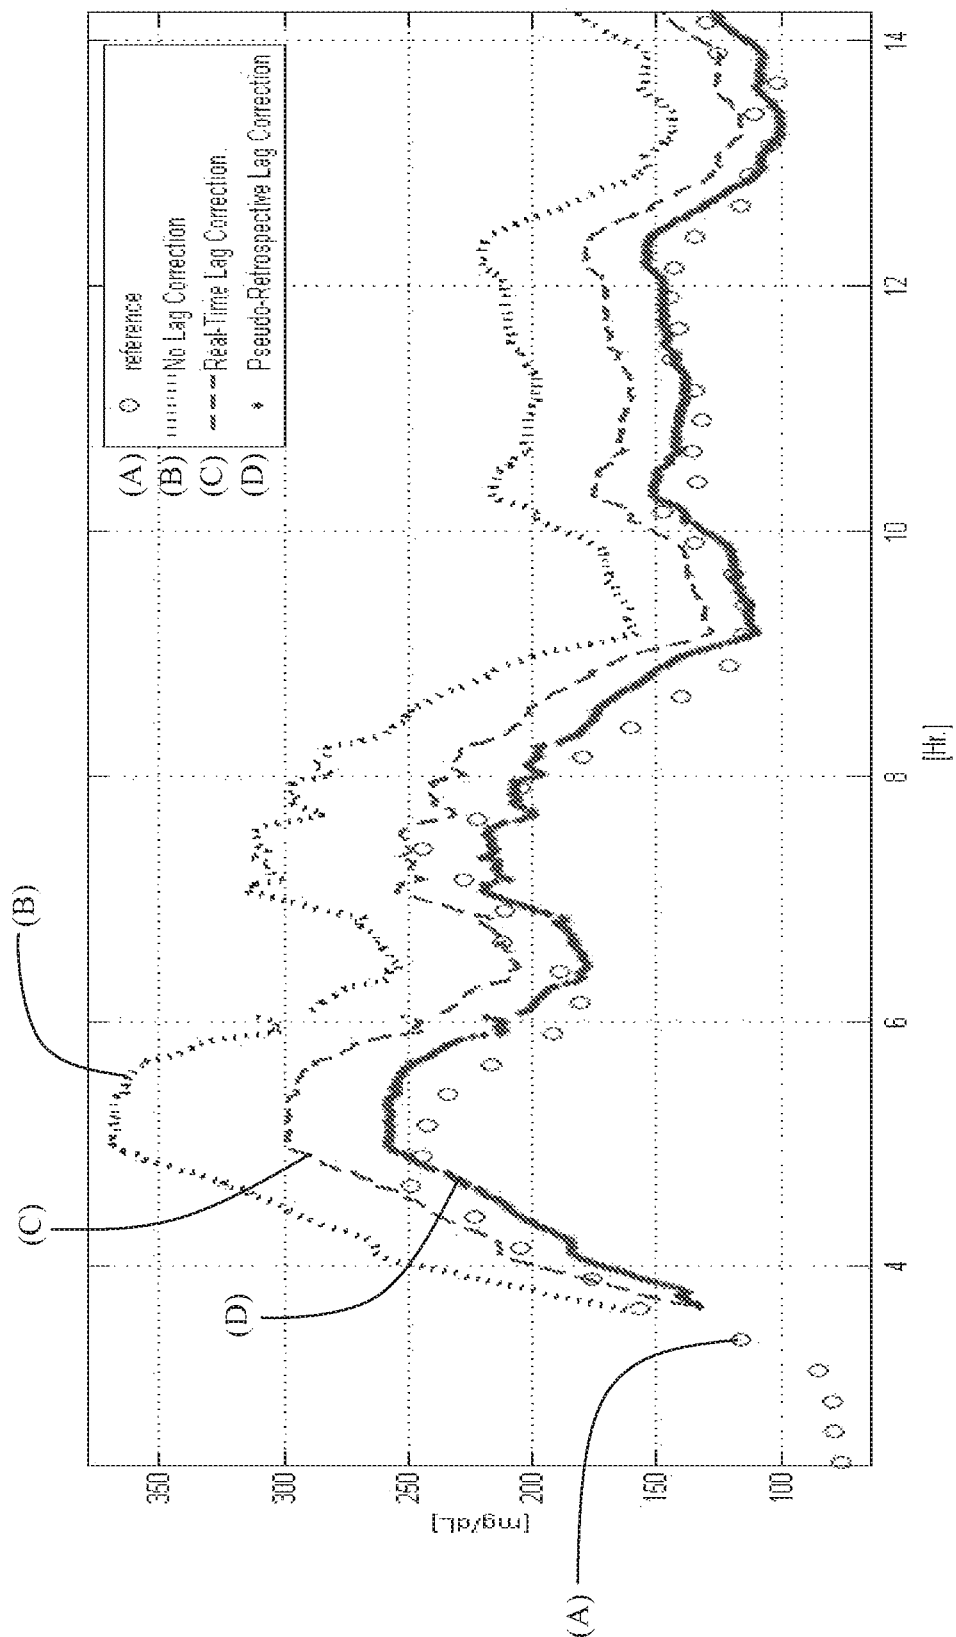 (A) reference
(B) No Lag Correction
(C) Real-Time Lag Correction.
(D) Pseudo-Retrospective Lag Correction
(B)
(C)
(D)
(A)
[mg/dL]
350
300
250
200
150
100
4
6
8
10
12
14
[Hr.]